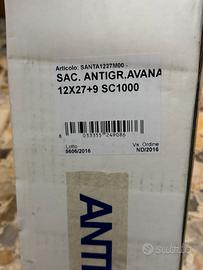 Articolo: SANTA1227M00 -
SAC. ANTIGR.AVANA
12X27+9 SC1000
8 033355 249086
Lotto
5606/2016
Vs. Ordine
ND/2016
ANTI
subito